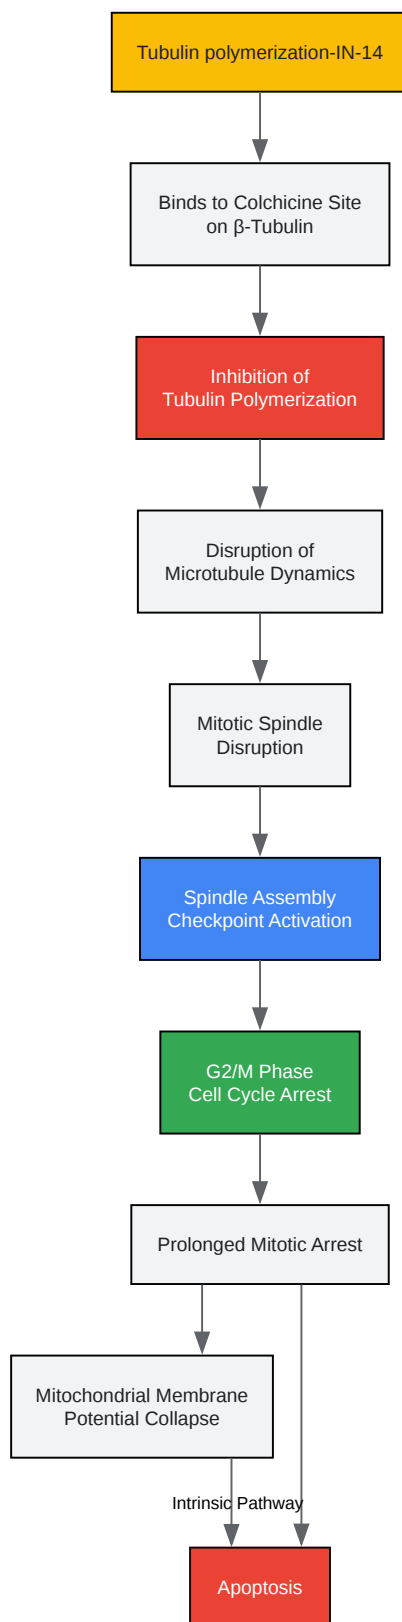 Tubulin polymerization-IN-14
Binds to Colchicine Site
on β-Tubulin
Inhibition of
Tubulin Polymerization
Disruption of
Microtubule Dynamics
Mitotic Spindle
Disruption
Spindle Assembly
Checkpoint Activation
G2/M Phase
Cell Cycle Arrest
Prolonged Mitotic Arrest
Mitochondrial Membrane
Potential Collapse
Intrinsic Pathway
Apoptosis